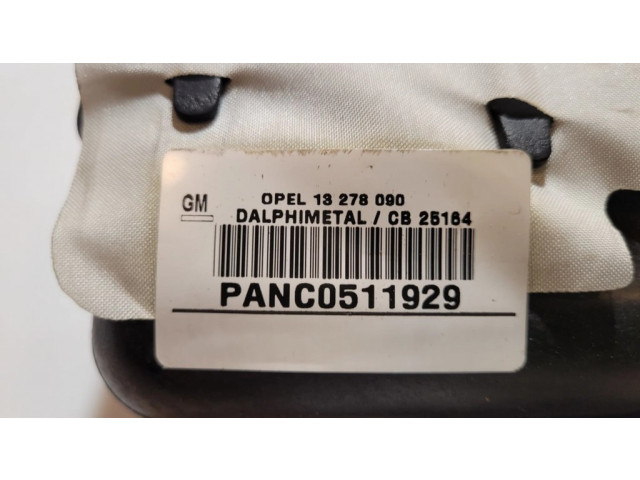 GM
OPEL 13 278 090
DALPHIMETAL / CB 25164
PANC0511929